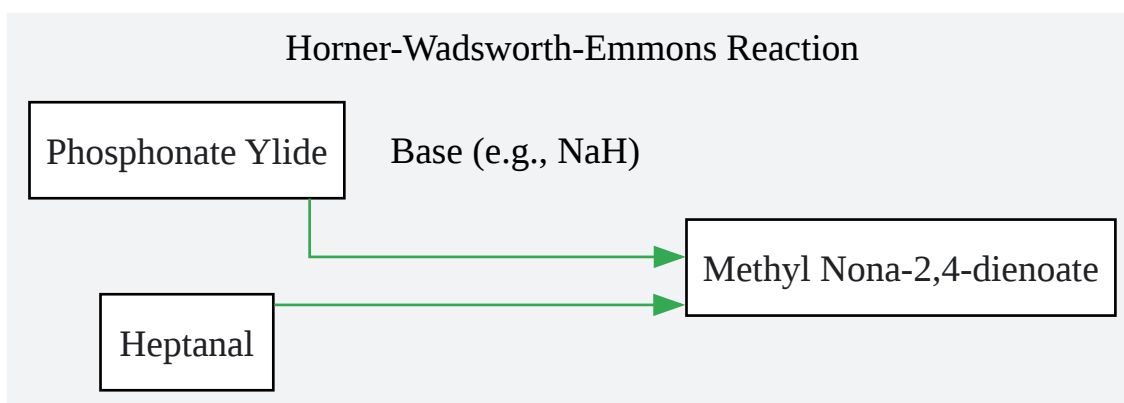 Horner-Wadsworth-Emmons Reaction
Phosphonate Ylide
Base (e.g., NaH)
Methyl Nona-2,4-dienoate
Heptanal